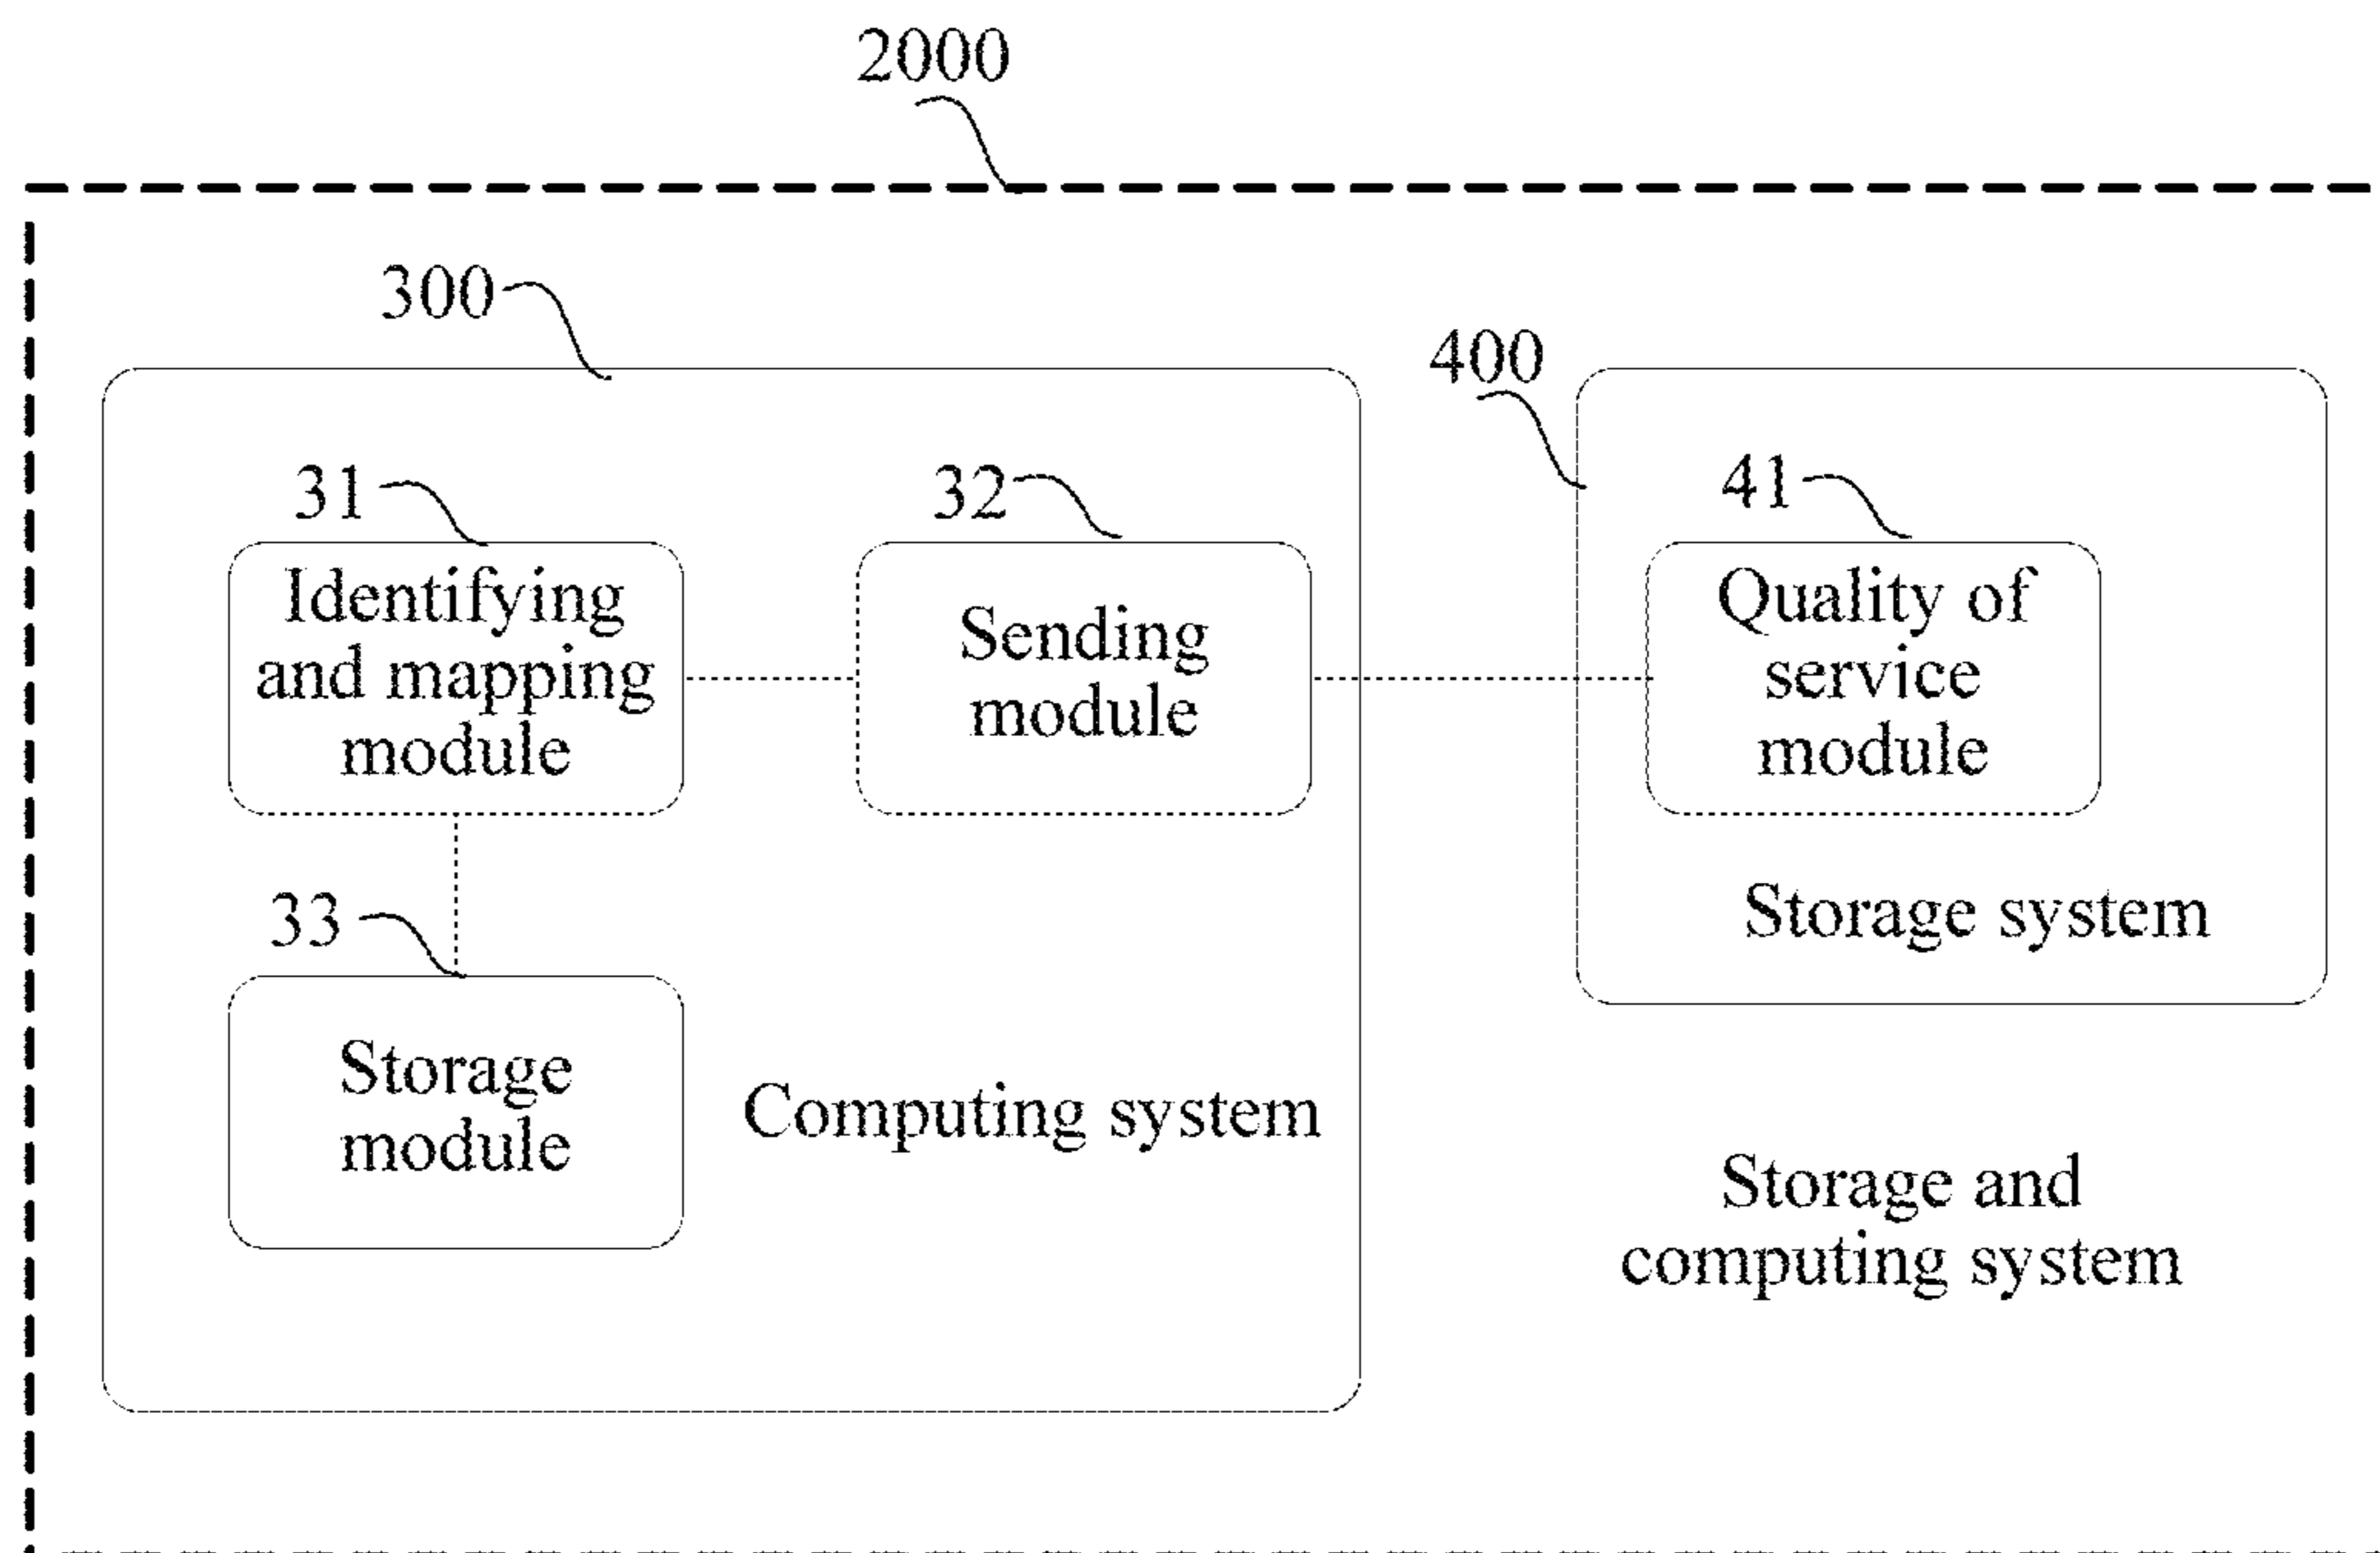 2000
300
400
31
32
41
Identifying
and mapping
module
Sending
module
Quality of
service
module
33
Storage system
Storage
module
Computing system
Storage and
computing system